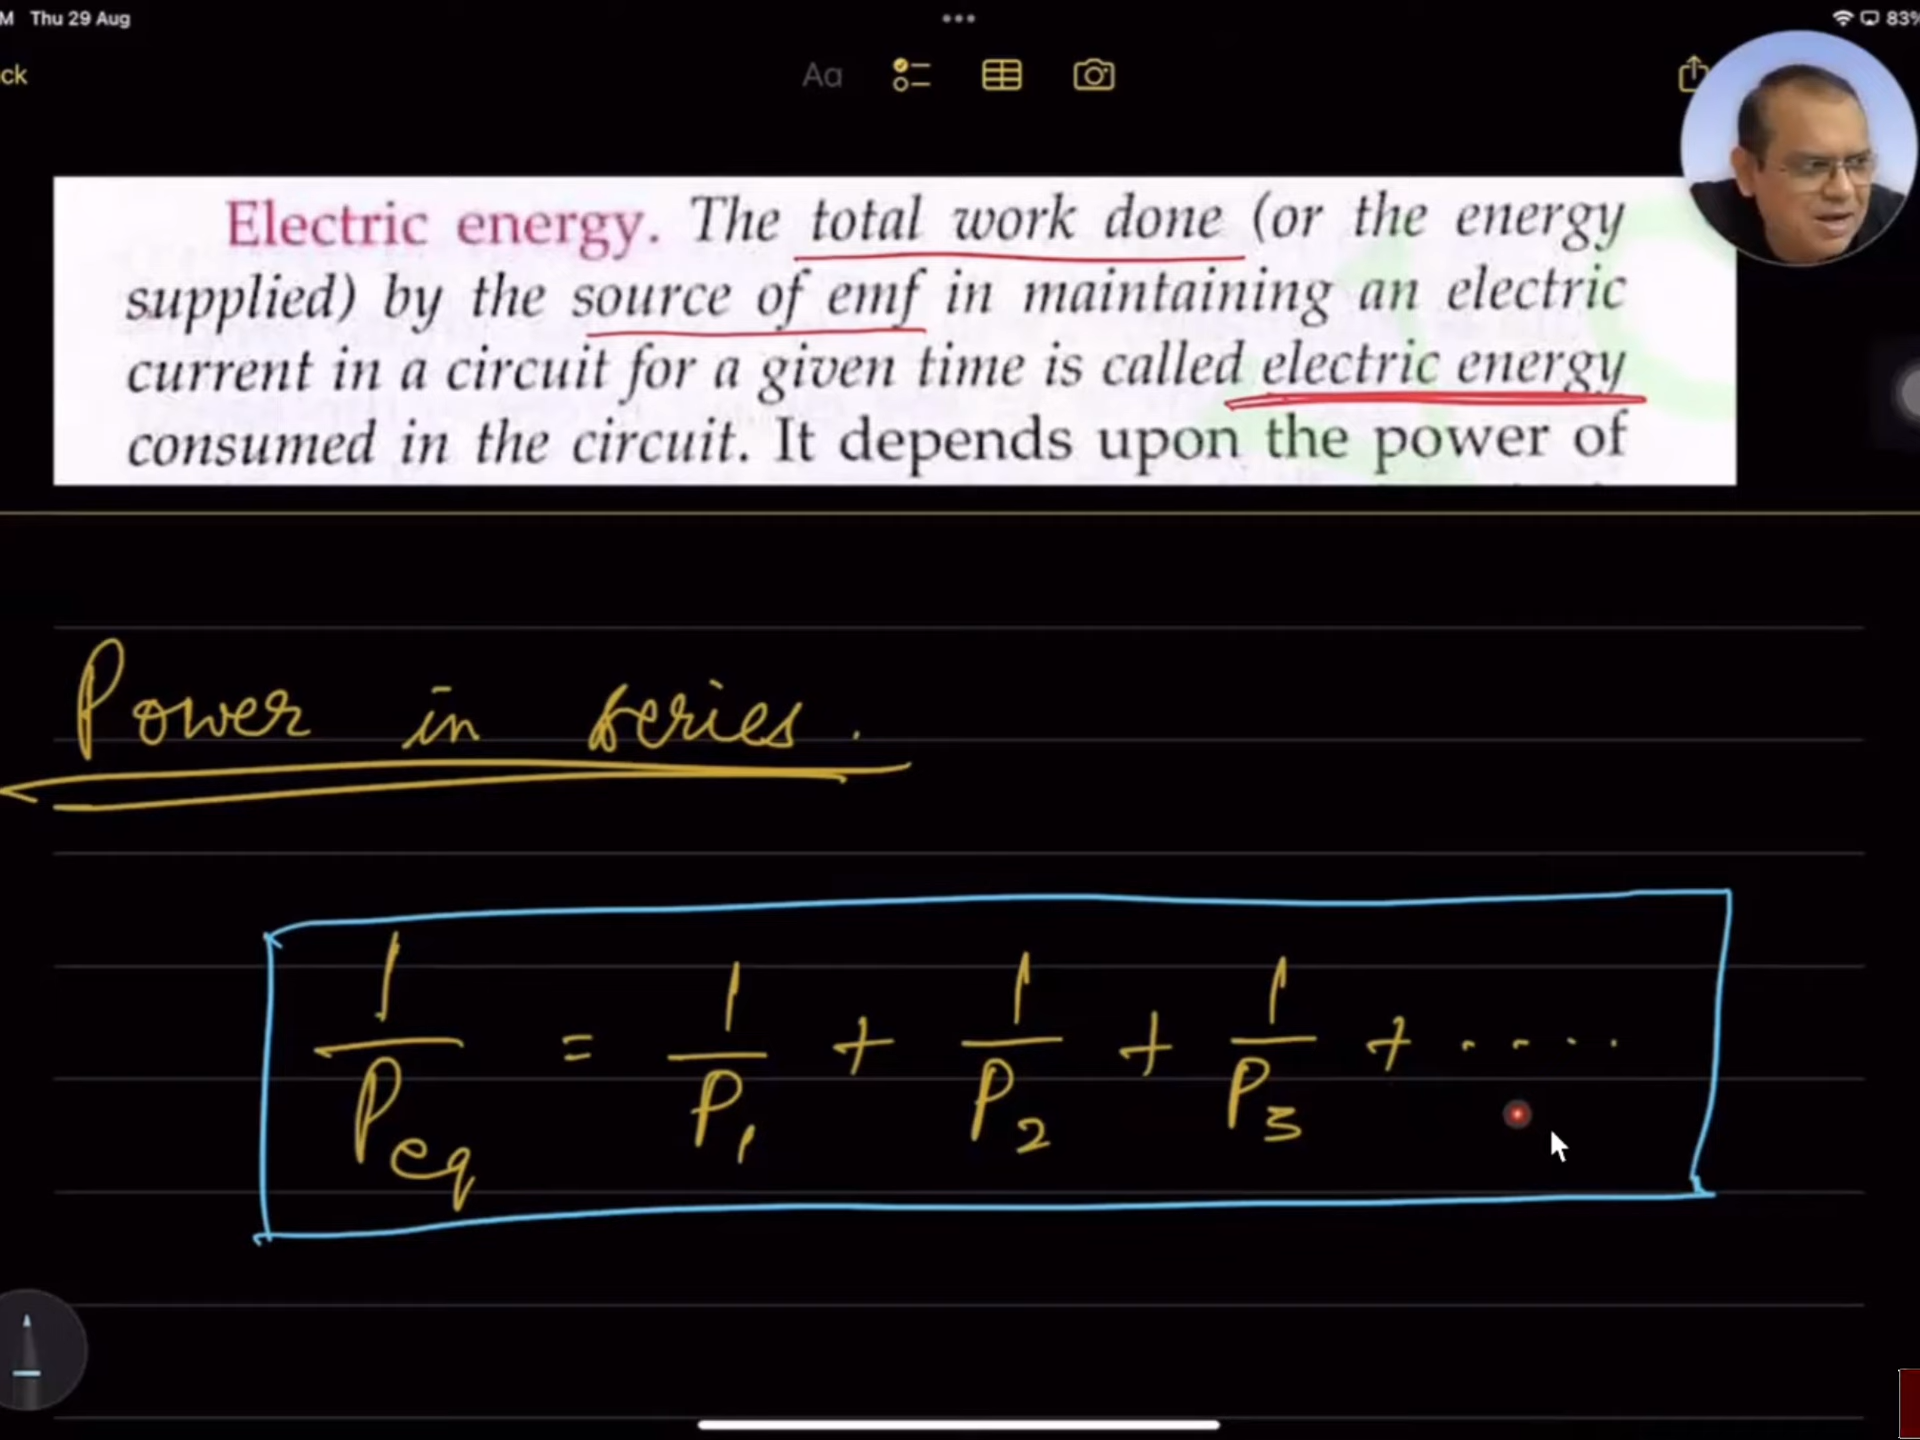 M Thu 29 Aug
83%
ck
Aa
Electric energy. The total work done (or the energy
supplied) by the source of emf in maintaining an electric
current in a circuit for a given time is called electric energy
consumed in the circuit. It depends upon the power of
Power in series.
1/Peq = 1/P1 + 1/P2 + 1/P3 + ....